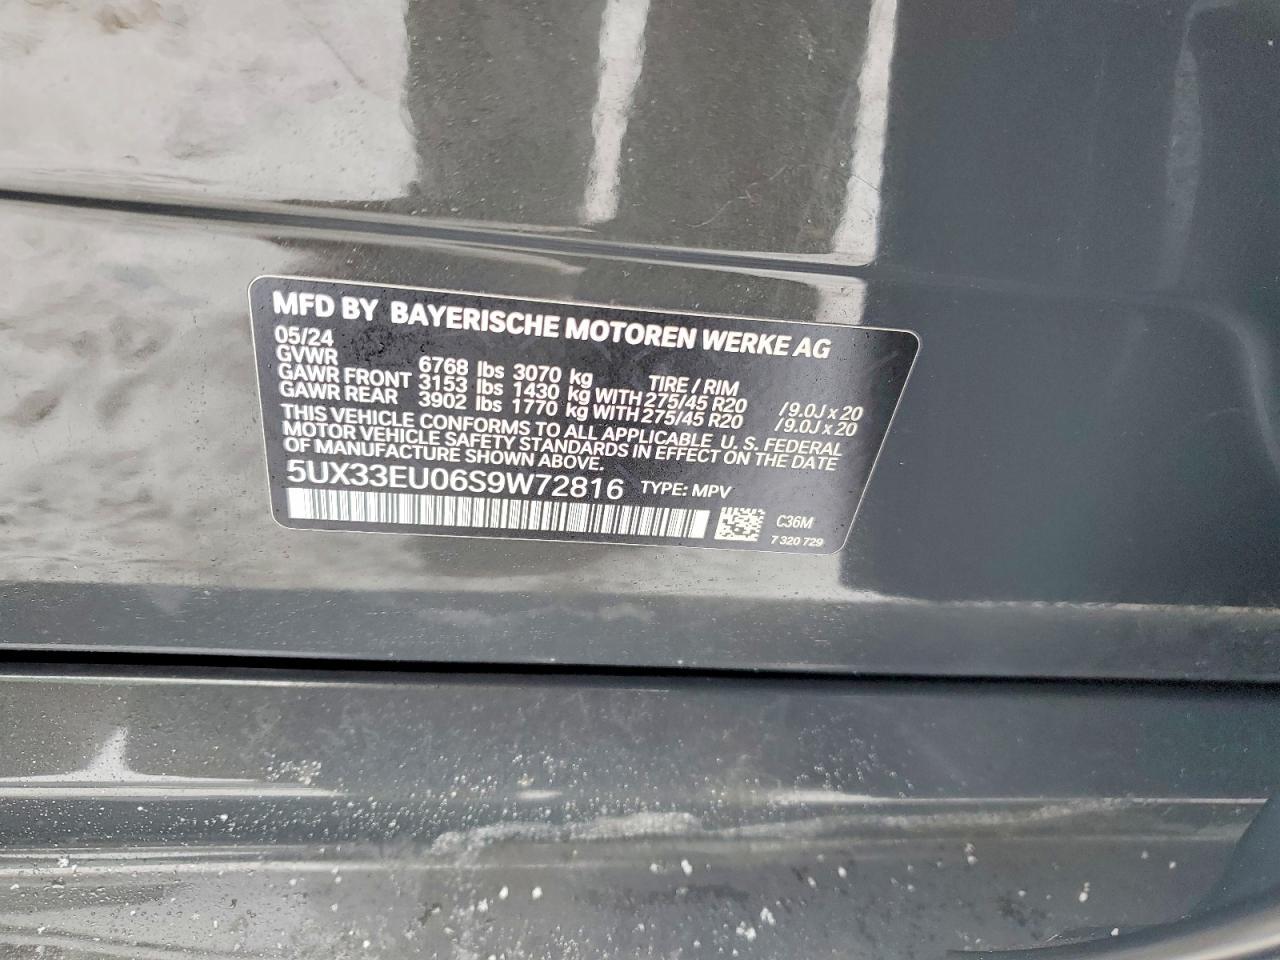 MFD BY BAYERISCHE MOTOREN WERKE AG
05/24
GVWR 6768 lbs 3070 kg TIRE / RIM
GAWR FRONT 3153 lbs 1430 kg WITH 275/45 R20 /9.0J x 20
GAWR REAR 3902 lbs 1770 kg WITH 275/45 R20 /9.0J x 20
THIS VEHICLE CONFORMS TO ALL APPLICABLE U. S. FEDERAL
MOTOR VEHICLE SAFETY STANDARDS IN EFFECT ON THE DATE
OF MANUFACTURE SHOWN ABOVE.
5UX33EU06S9W72816 TYPE: MPV
C36M
7 320 729